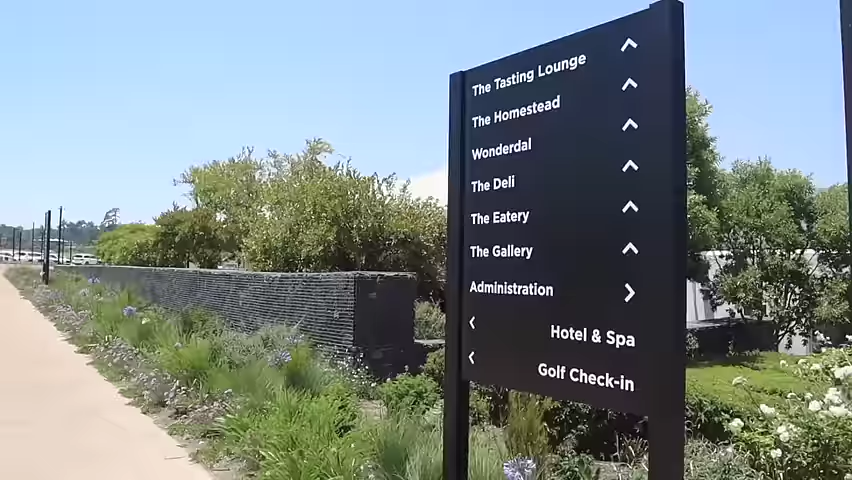 The Tasting Lounge
The Homestead
Wonderdal
The Deli
The Eatery
The Gallery
Administration
Hotel & Spa
Golf Check-in